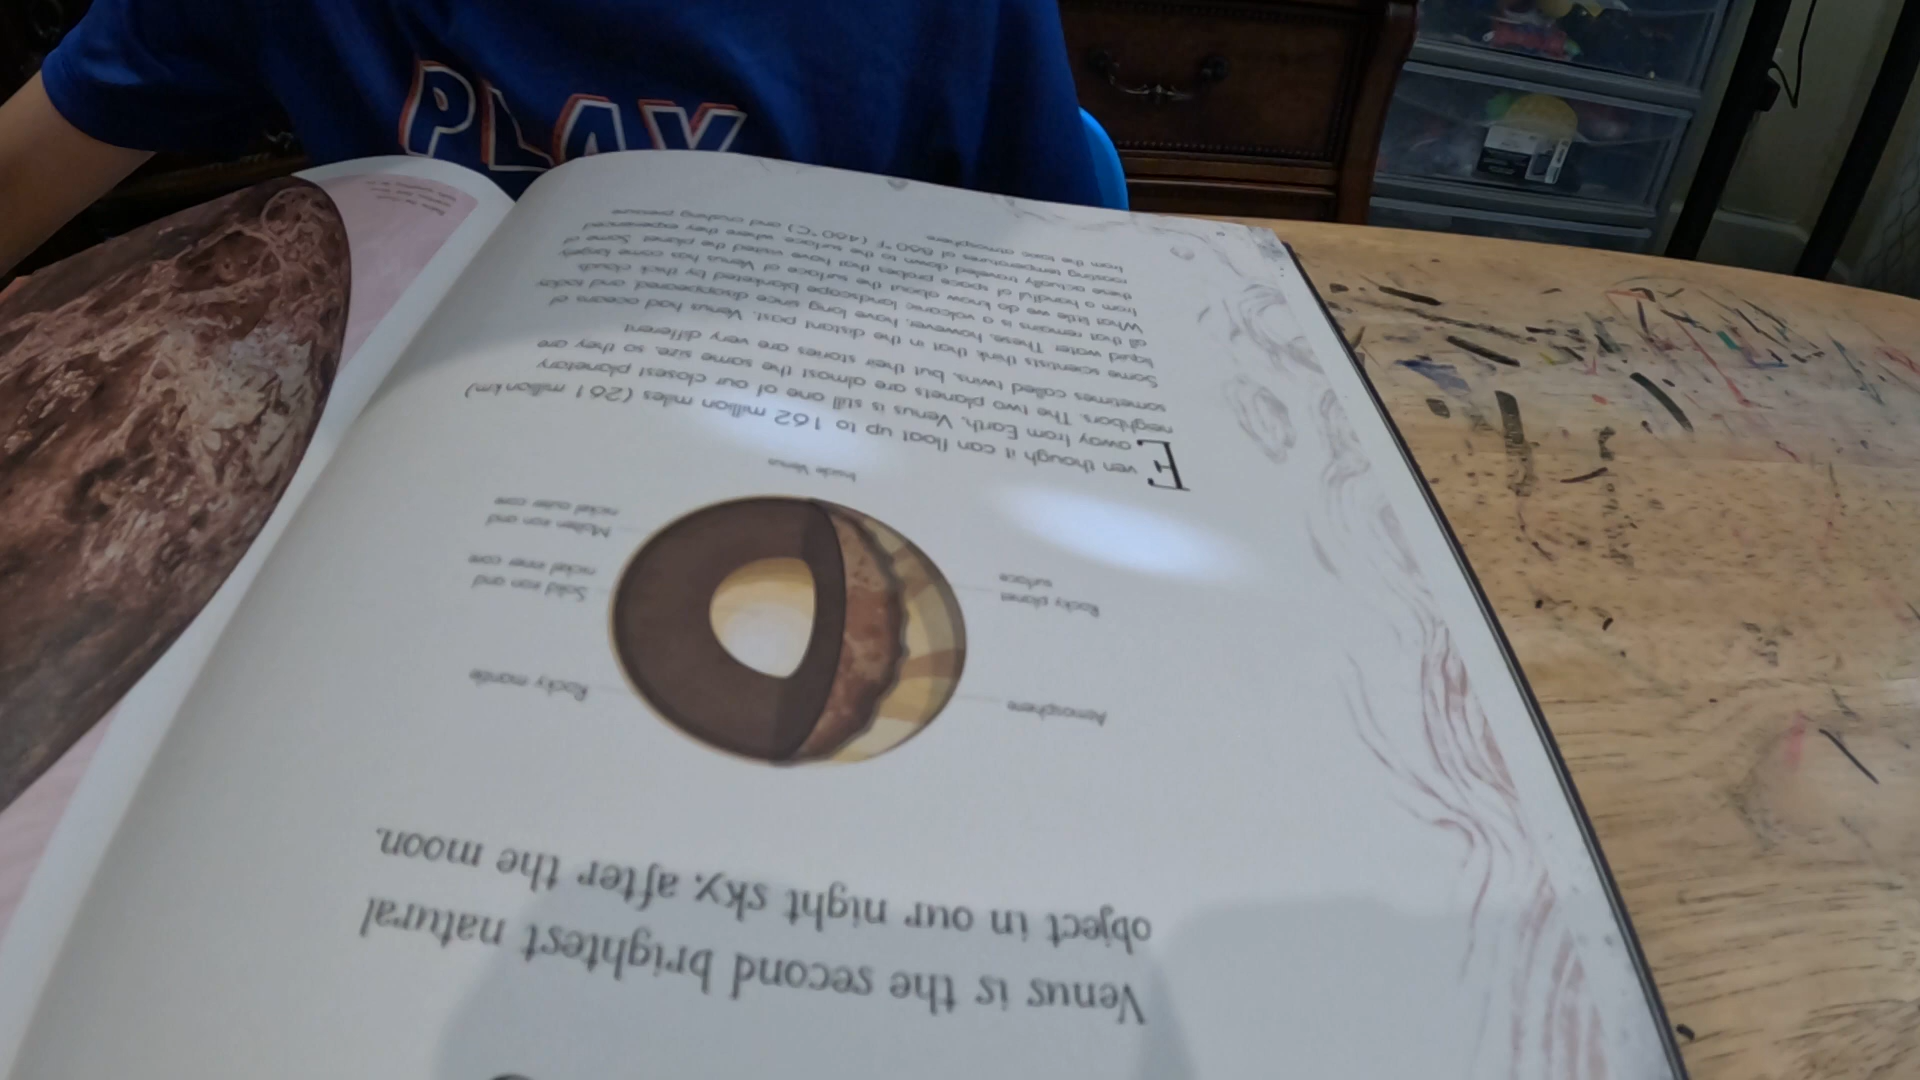 PLAY
Venus is the second brightest natural
object in our night sky, after the moon.
Atmosphere
Rocky mantle
Rocky planet
surface
Solid iron and
nickel inner core
Molten iron and
nickel outer core
Inside Venus
Even though it can float up to 162 million miles (261 million km)
away from Earth, Venus is still one of our closest planetary
neighbors. The two planets are almost the same size, so they are
sometimes called twins, but their stories are very different.
Some scientists think that in the distant past, Venus had oceans of
liquid water. These, however, have long since disappeared, and today
all that remains is a volcanic landscape blanketed by thick clouds.
What little we do know about the surface of Venus has come largely
from a handful of space probes that have visited the planet. Some of
these actually traveled down to the surface where they experienced
roasting temperatures of 860 °F (460 °C) and crushing pressure
from the toxic atmosphere.